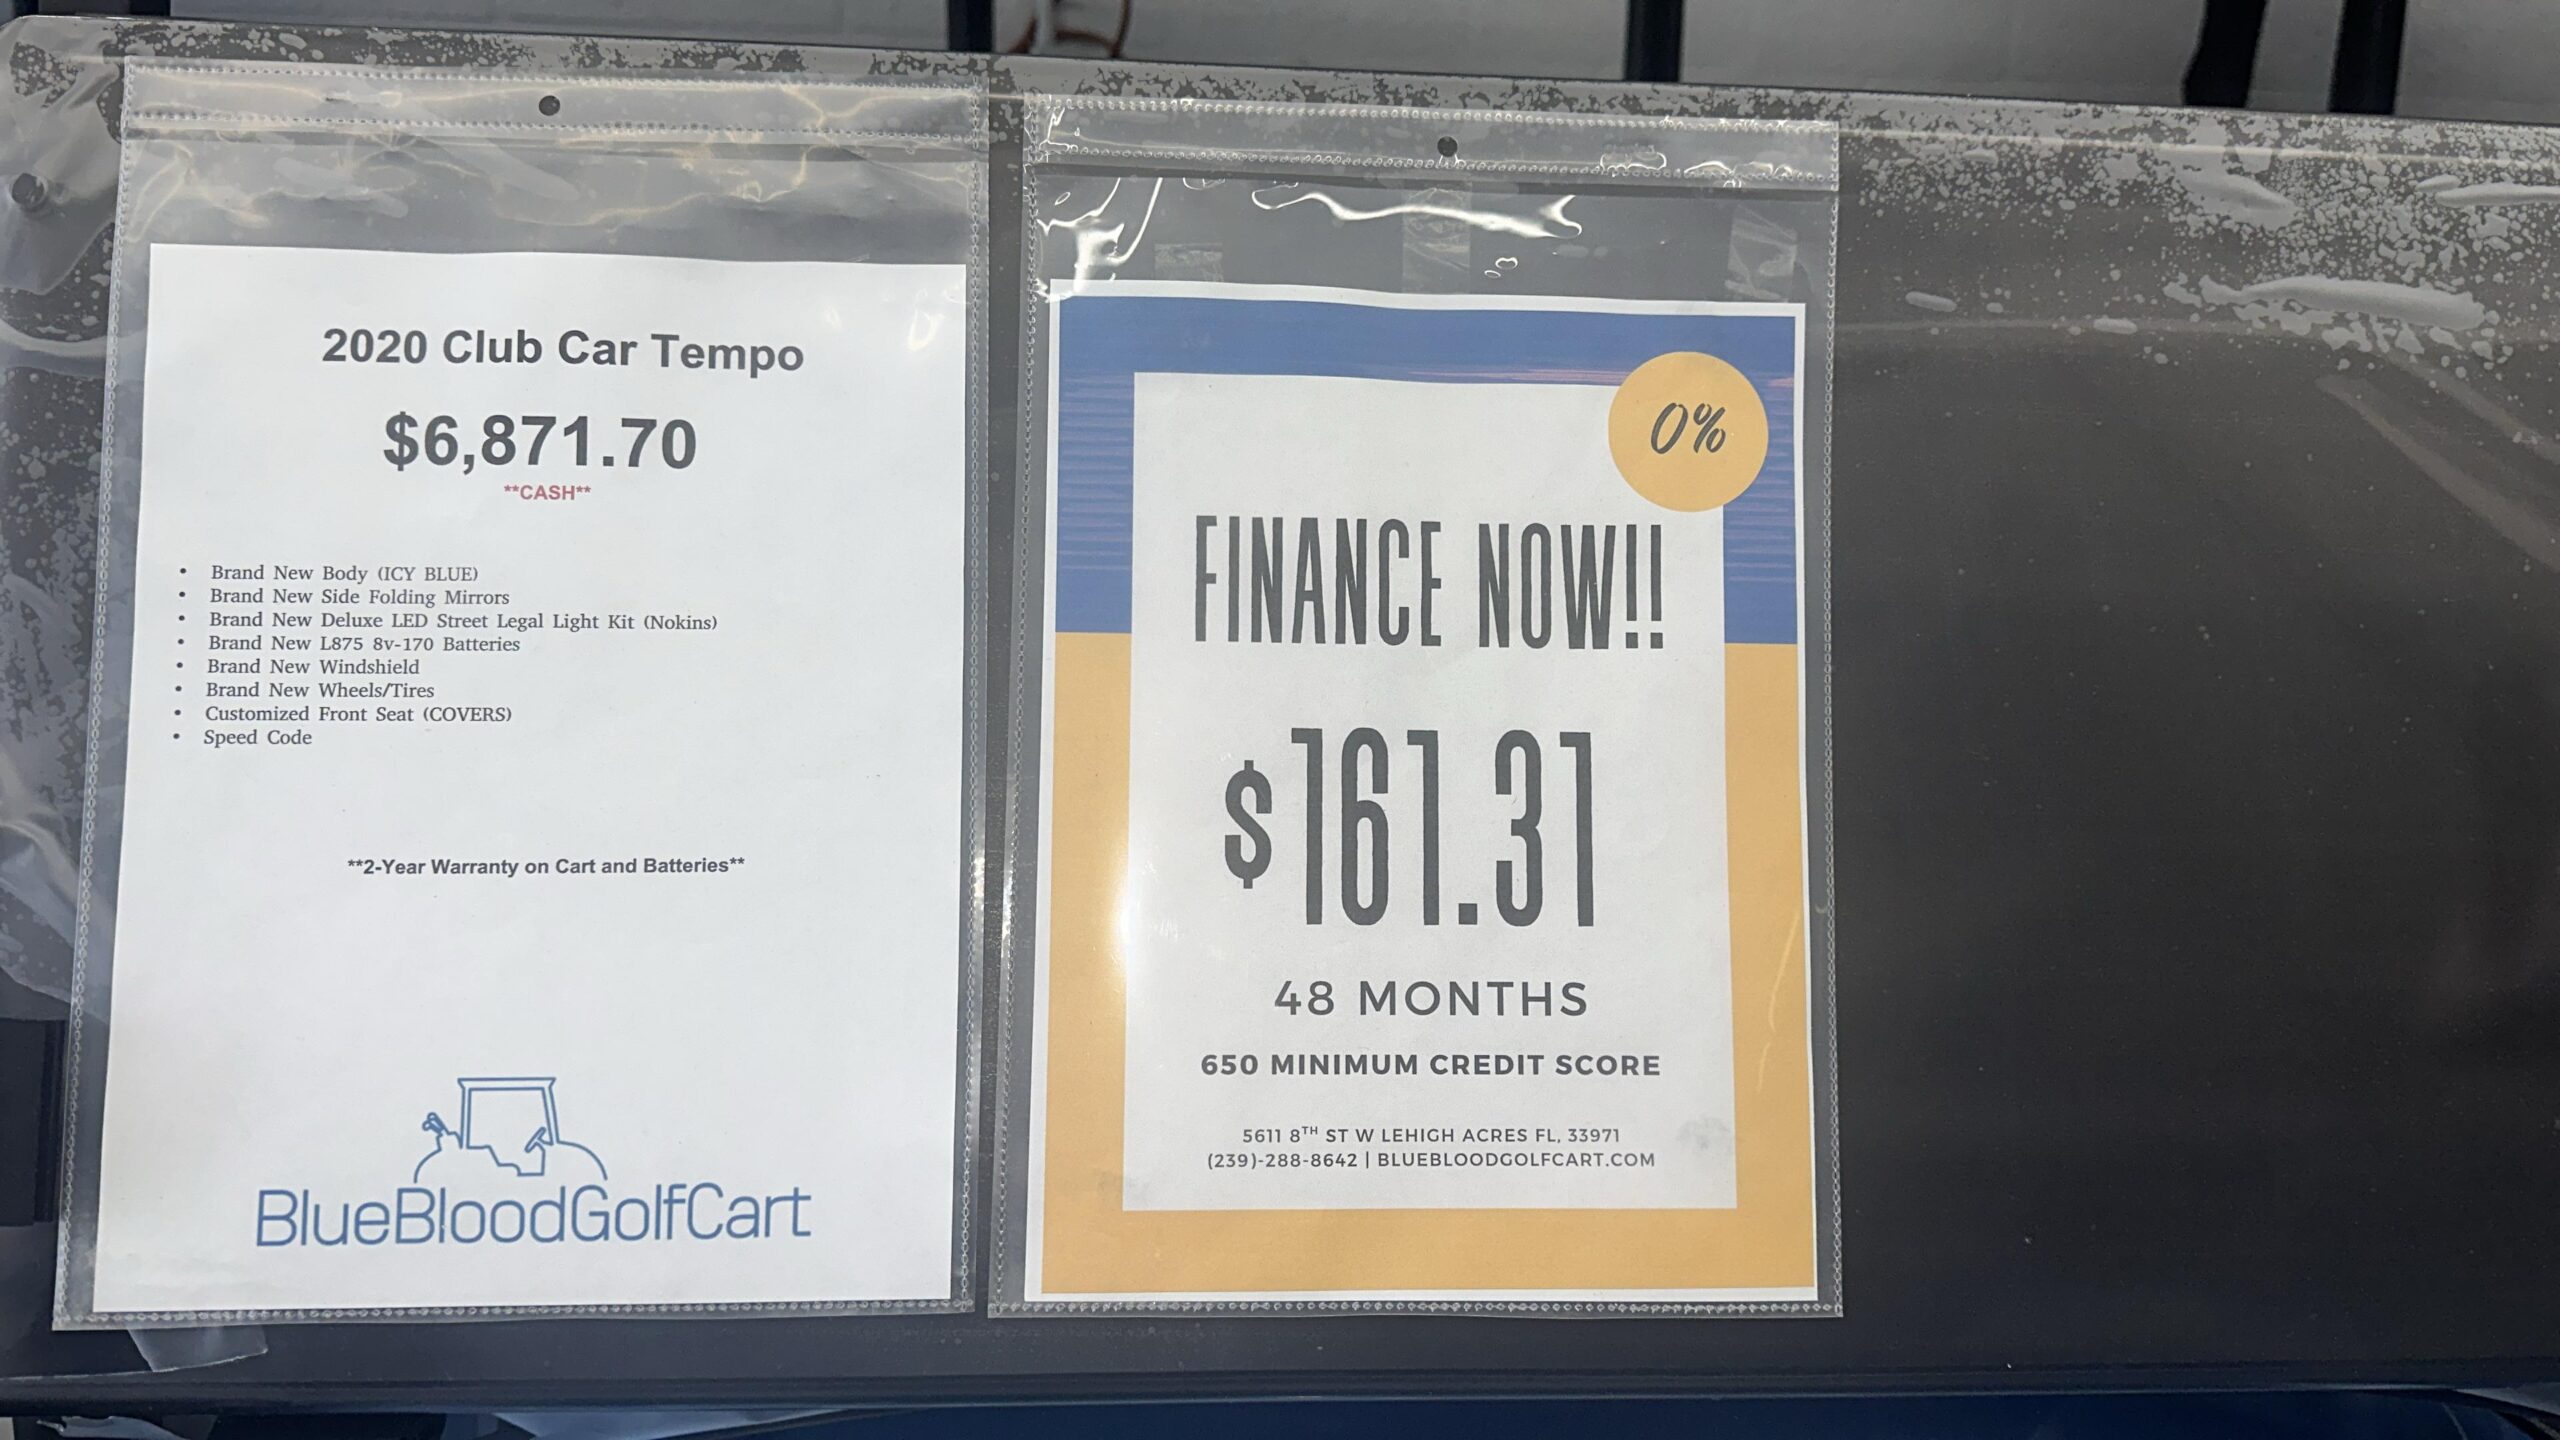 2020 Club Car Tempo
$6,871.70
**CASH**
• Brand New Body (ICY BLUE)
• Brand New Side Folding Mirrors
• Brand New Deluxe LED Street Legal Light Kit (Nokins)
• Brand New L875 8v-170 Batteries
• Brand New Windshield
• Brand New Wheels/Tires
• Customized Front Seat (COVERS)
• Speed Code
**2-Year Warranty on Cart and Batteries**
BlueBloodGolfCart
0%
FINANCE NOW!!
$161.31
48 MONTHS
650 MINIMUM CREDIT SCORE
5611 8TH ST W LEHIGH ACRES FL, 33971
(239)-288-8642 | BLUEBLOODGOLFCART.COM